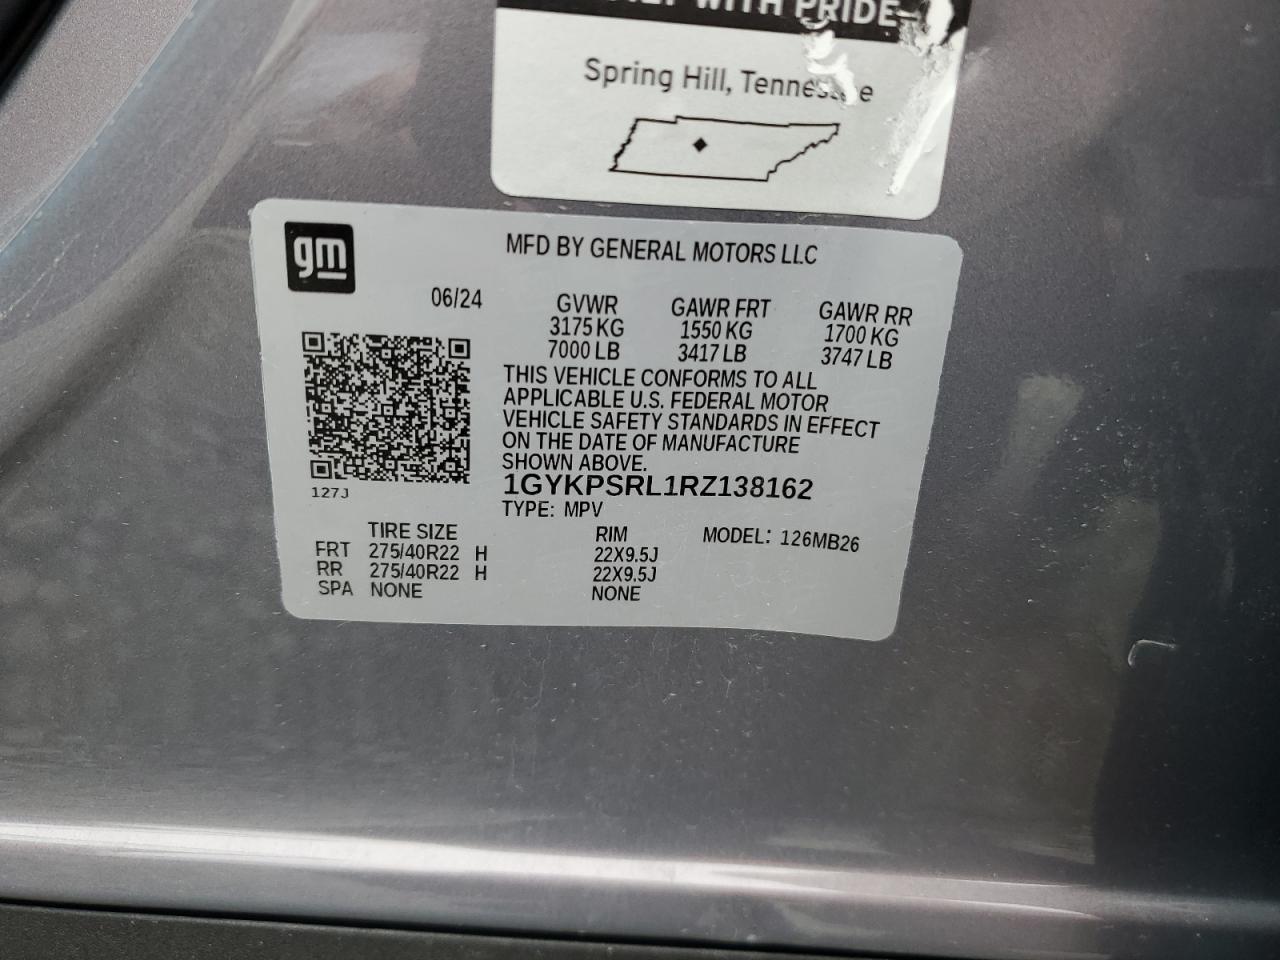 WITH PRIDE
Spring Hill, Tennessee
gm
MFD BY GENERAL MOTORS LLC
06/24
GVWR GAWR FRT GAWR RR
3175 KG 1550 KG 1700 KG
7000 LB 3417 LB 3747 LB
THIS VEHICLE CONFORMS TO ALL
APPLICABLE U.S. FEDERAL MOTOR
VEHICLE SAFETY STANDARDS IN EFFECT
ON THE DATE OF MANUFACTURE
SHOWN ABOVE.
127J
1GYKPSRL1RZ138162
TYPE: MPV
TIRE SIZE RIM MODEL: 126MB26
FRT 275/40R22 H 22X9.5J
RR 275/40R22 H 22X9.5J
SPA NONE NONE